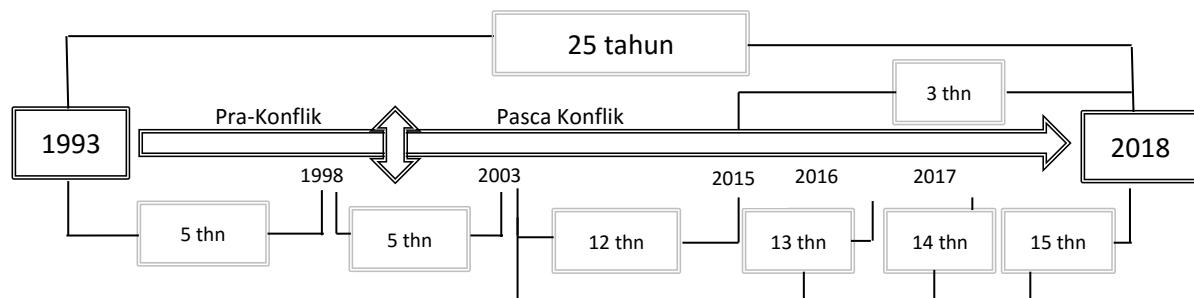 25 tahun
3 thn
Pra-Konflik
Pasca Konflik
1993
2018
1998
2003
2015
2016
2017
5 thn
5 thn
12 thn
13 thn
14 thn
15 thn